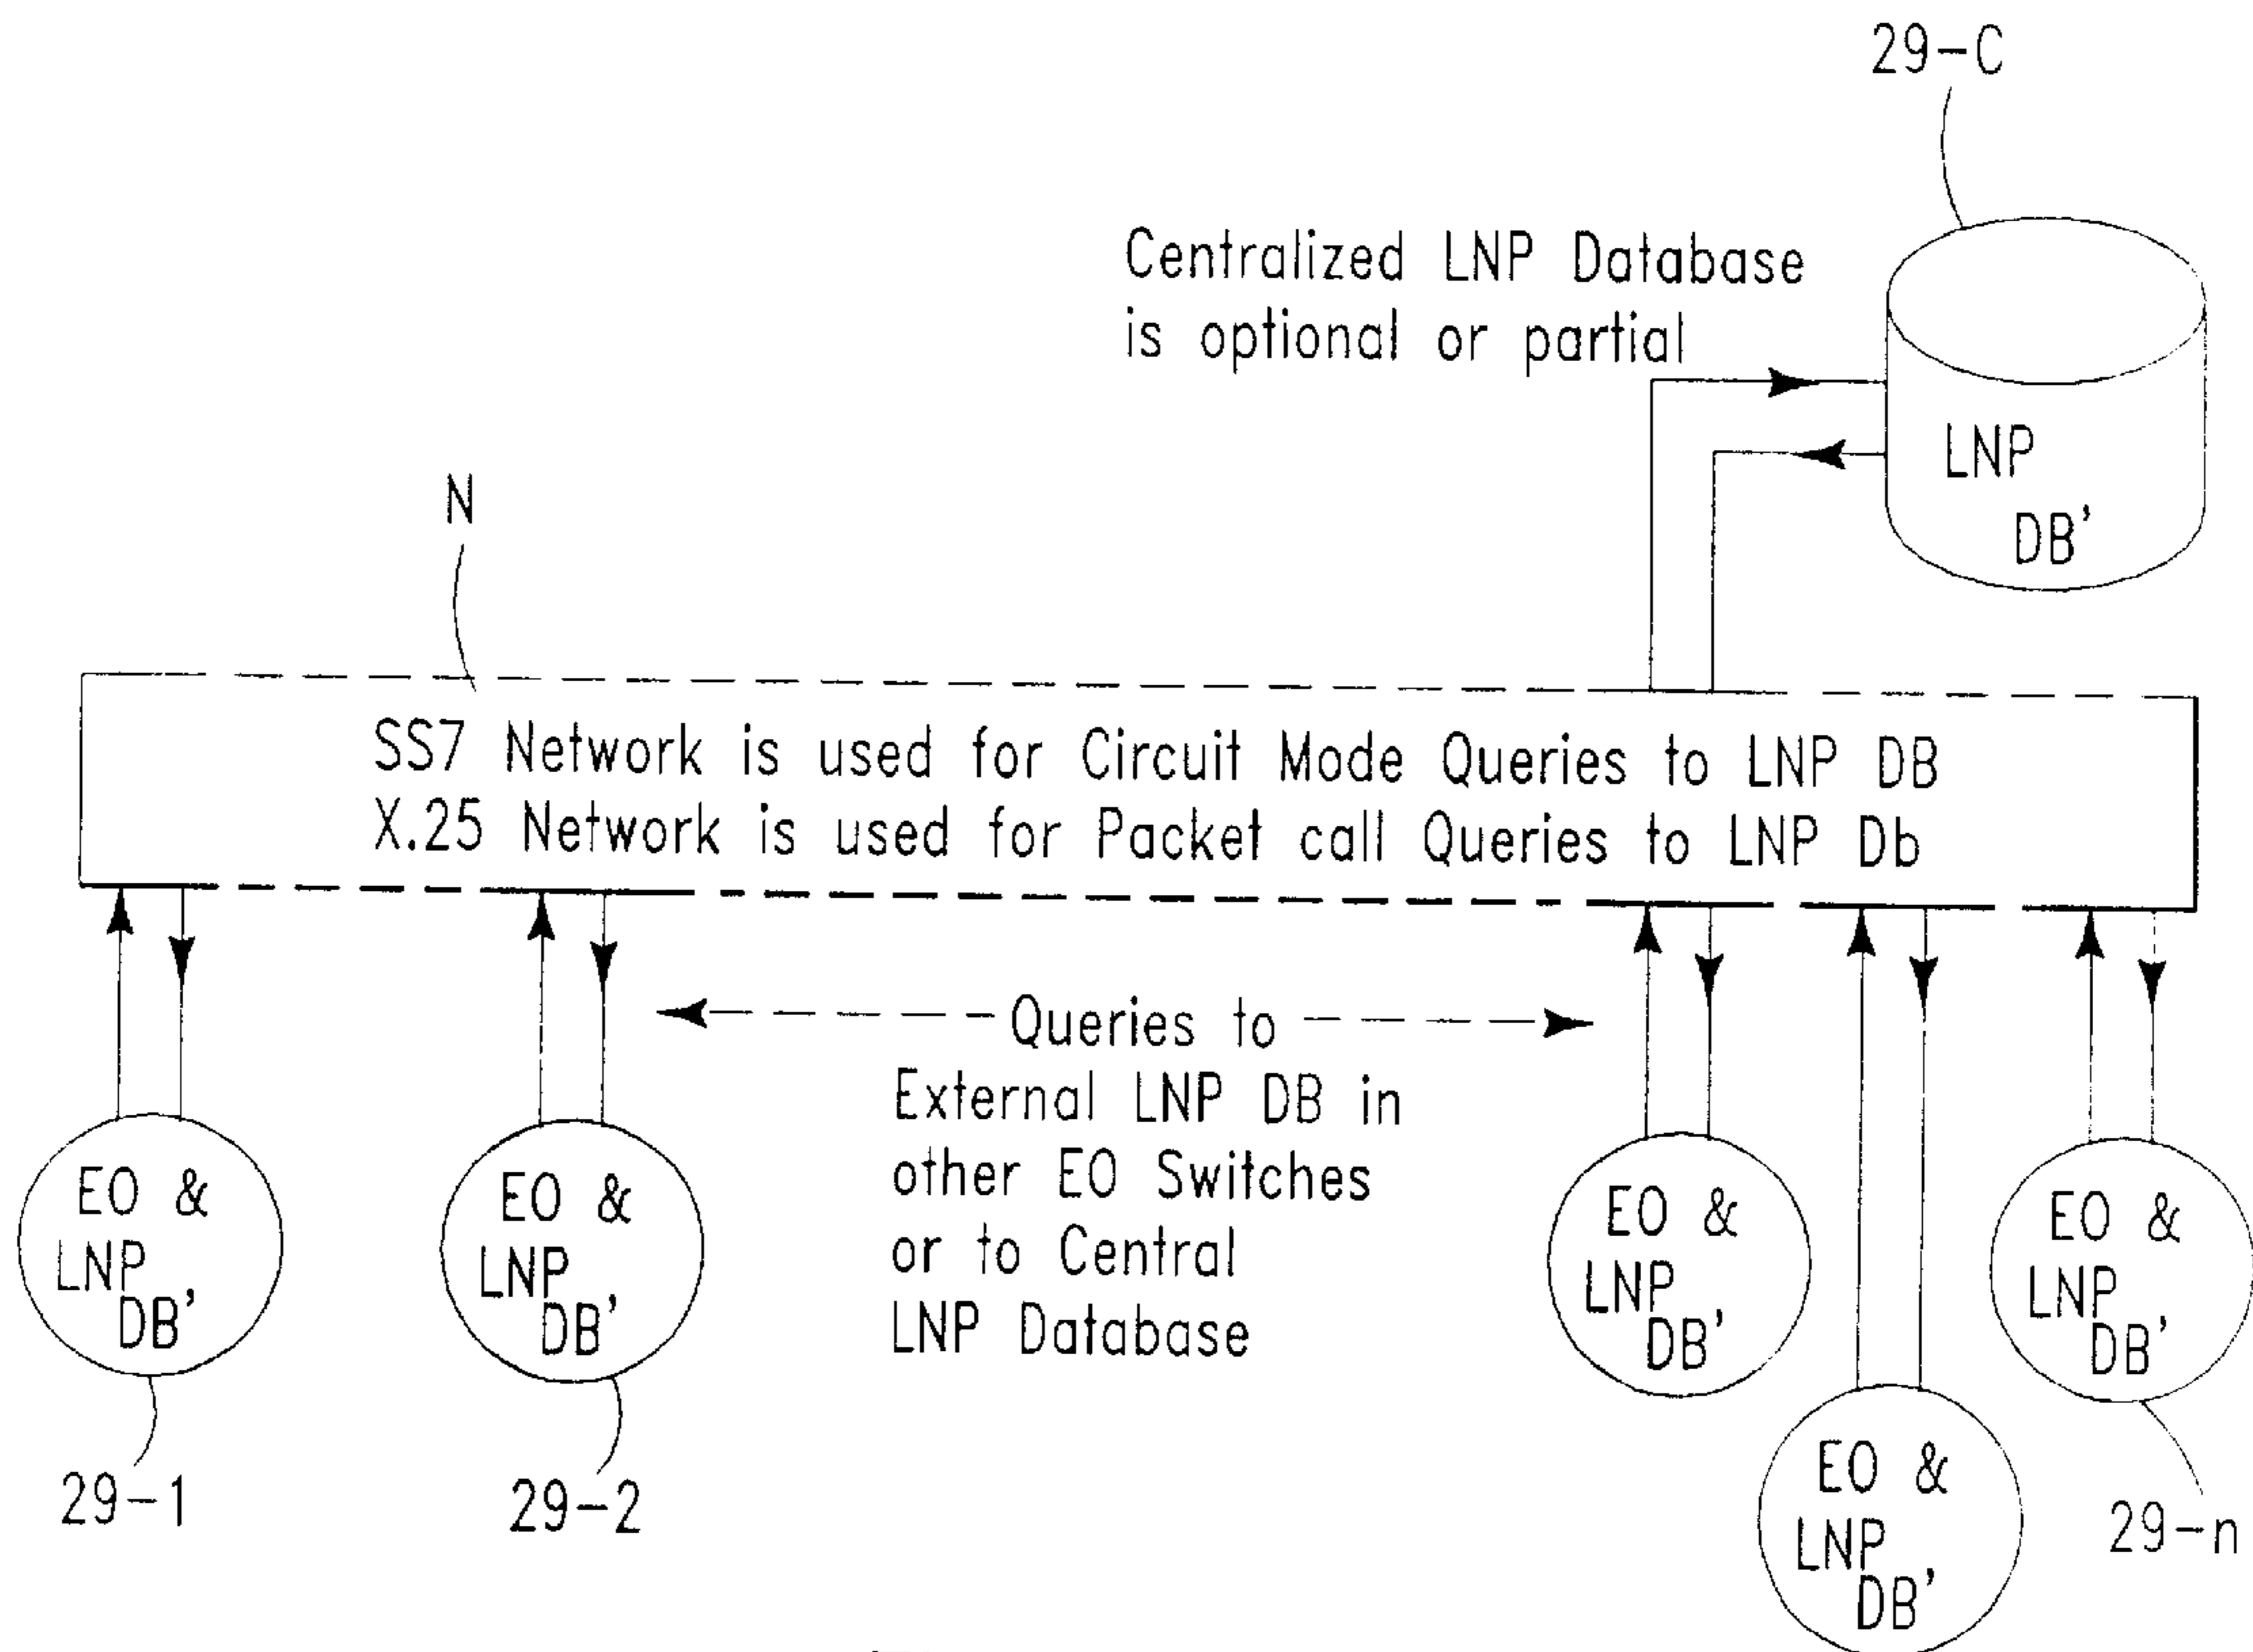 29-C
Centralized LNP Database
is optional or partial
LNP
DB'
N
SS7 Network is used for Circuit Mode Queries to LNP DB
X.25 Network is used for Packet call Queries to LNP Db
Queries to
External LNP DB in
other EO Switches
or to Central
LNP Database
EO &
LNP
DB'
29-1
EO &
LNP
DB'
29-2
EO &
LNP
DB'
EO &
LNP
DB'
EO &
LNP
DB'
29-n